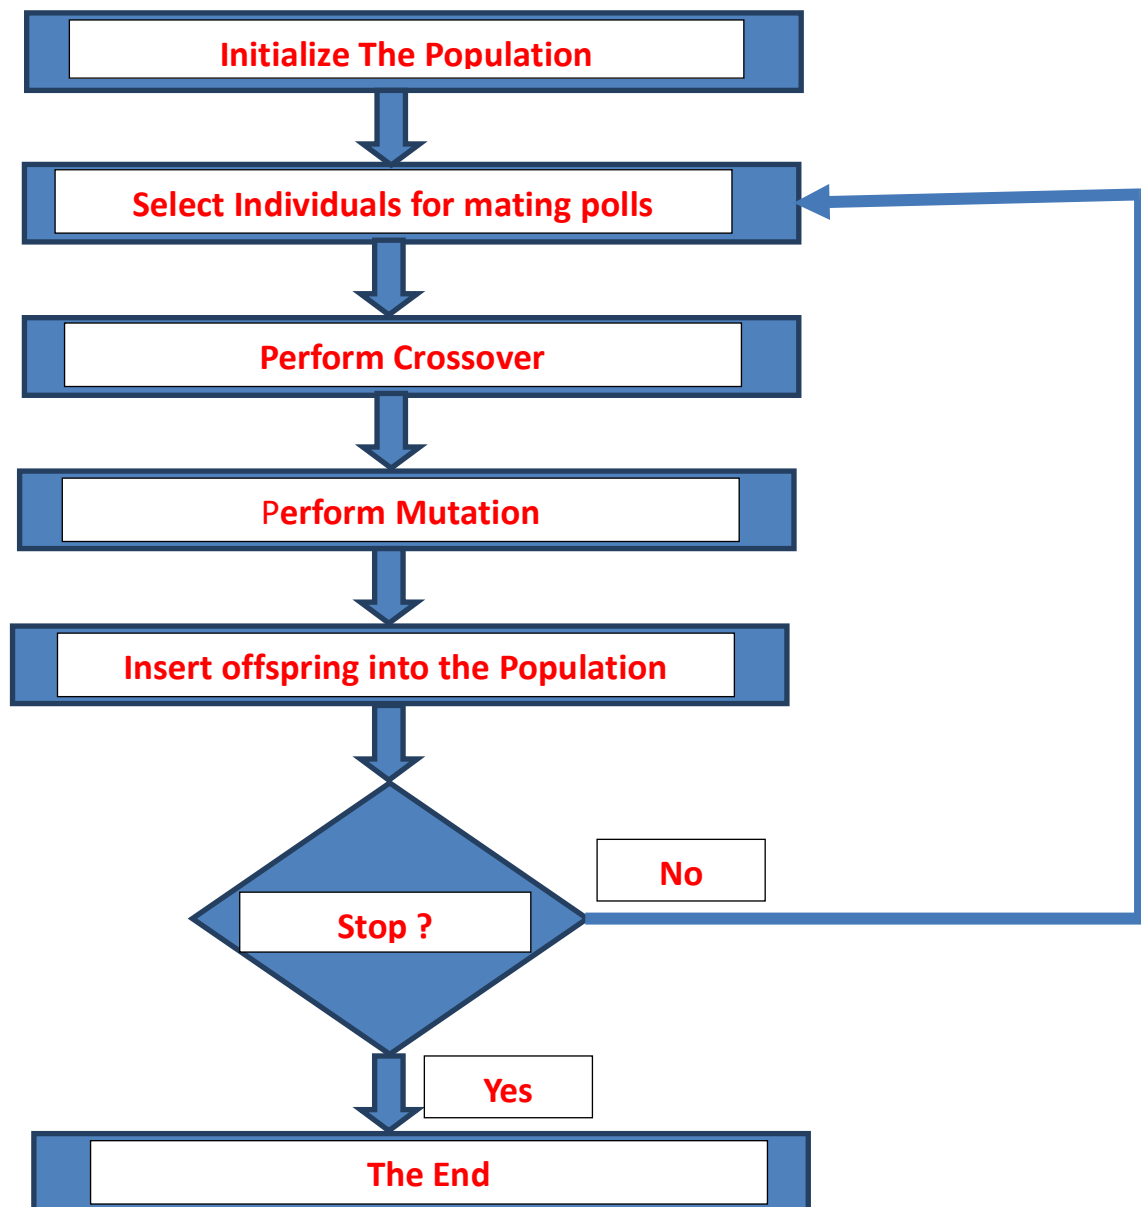 Initialize The Population
Select Individuals for mating polls
Perform Crossover
Perform Mutation
Insert offspring into the Population
No
Stop ?
Yes
The End